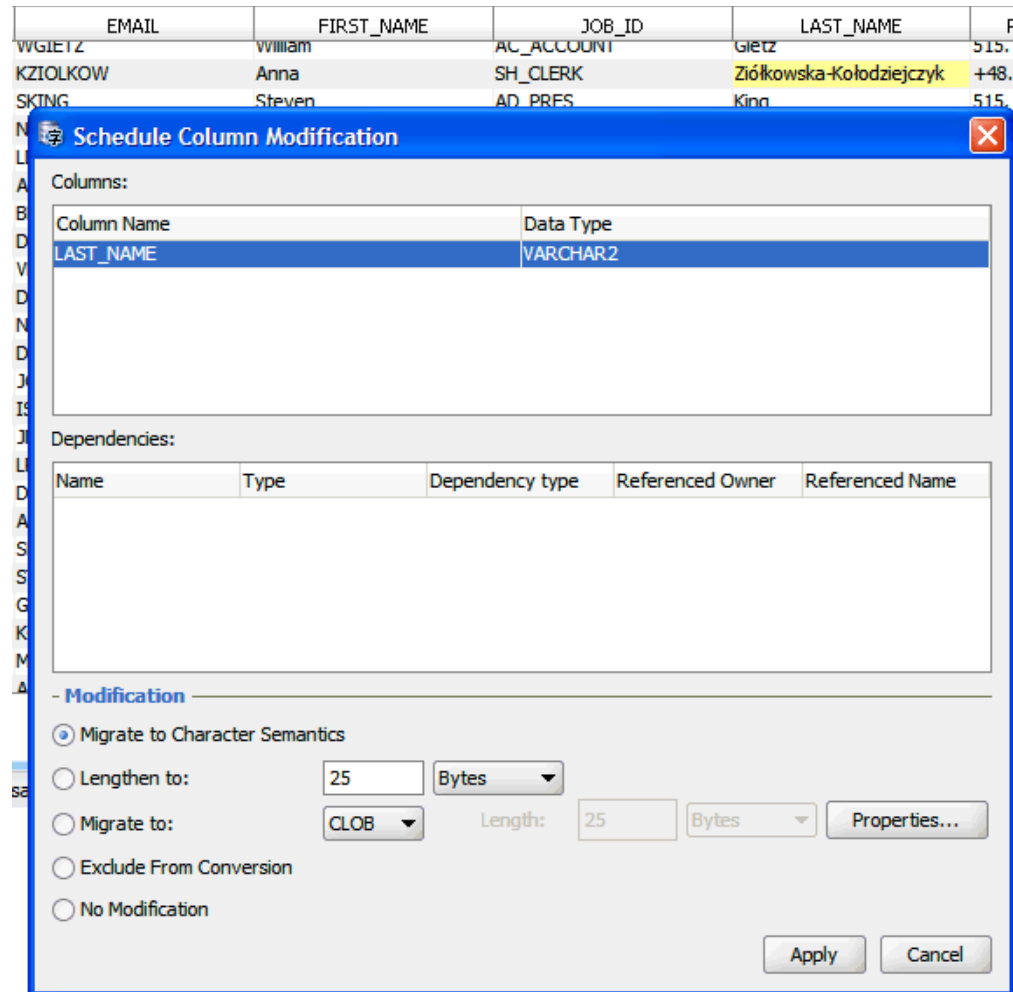 EMAIL FIRST_NAME JOB_ID LAST_NAME
WGIETZ William AC_ACCOUNT Gietz 515.
KZIOLKOW Anna SH_CLERK Ziółkowska-Kołodziejczyk +48.
SKING Steven AD_PRES King 515.
Schedule Column Modification
Columns:
Column Name Data Type
LAST_NAME VARCHAR2
Dependencies:
Name Type Dependency type Referenced Owner Referenced Name
Modification
Migrate to Character Semantics
Lengthen to: 25 Bytes
Migrate to: CLOB Length: 25 Bytes Properties...
Exclude From Conversion
No Modification
Apply Cancel